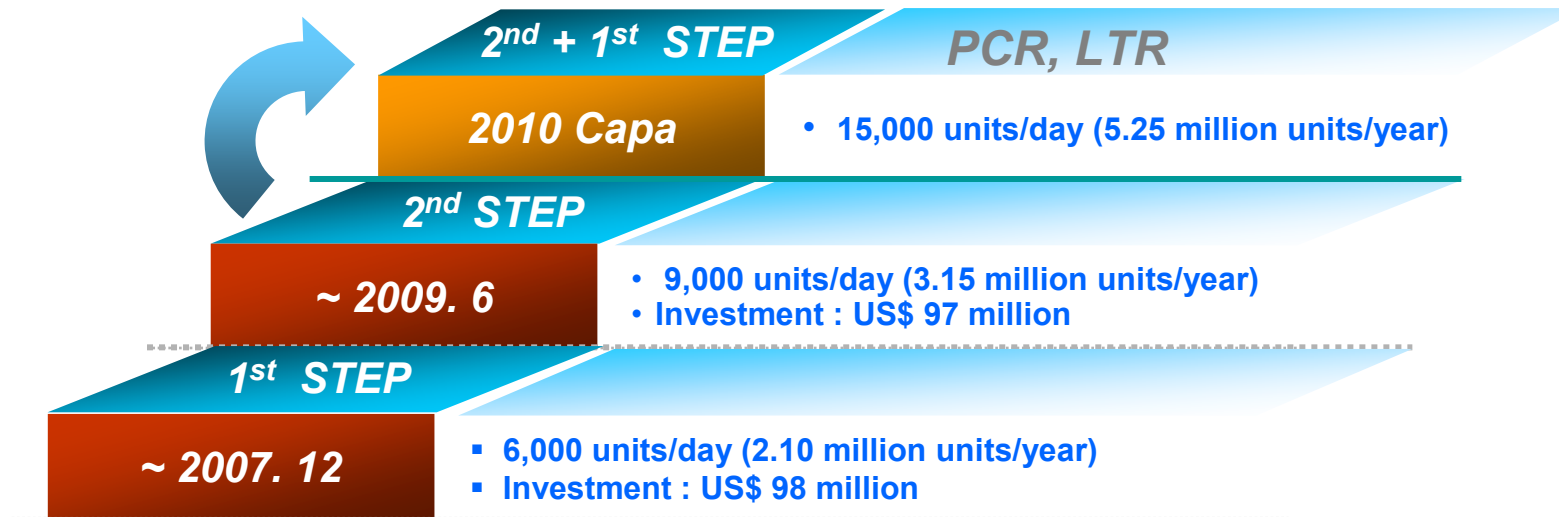 2nd + 1st STEP
PCR, LTR
2010 Capa
• 15,000 units/day (5.25 million units/year)
2nd STEP
~ 2009. 6
• 9,000 units/day (3.15 million units/year)
• Investment : US$ 97 million
1st STEP
~ 2007. 12
▪ 6,000 units/day (2.10 million units/year)
▪ Investment : US$ 98 million